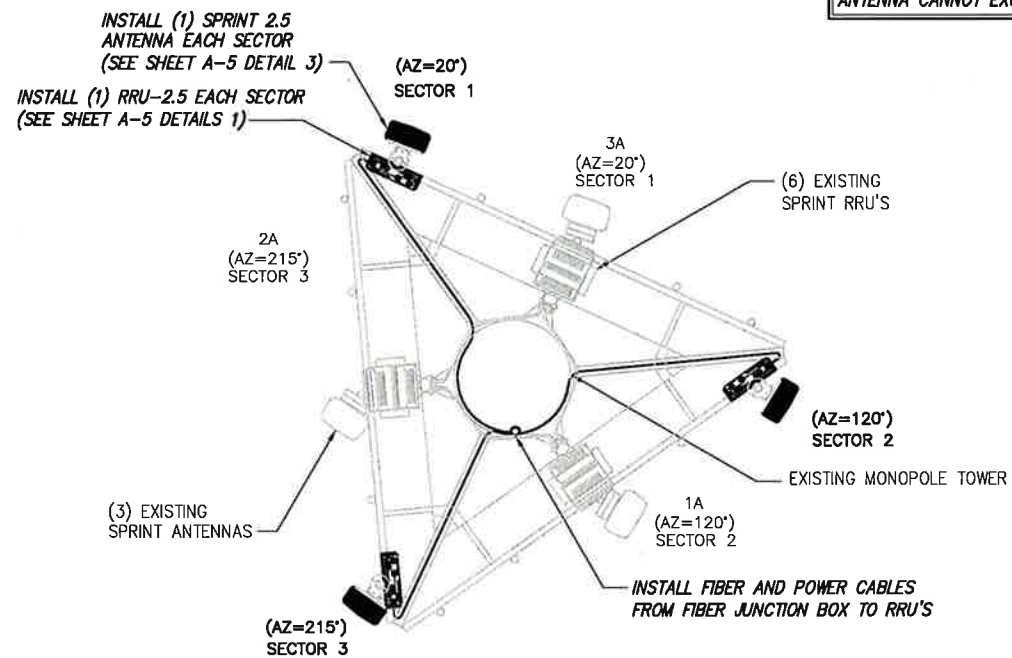 ANTENNA CANNOT
INSTALL (1) SPRINT 2.5
ANTENNA EACH SECTOR
(SEE SHEET A-5 DETAIL 3)
(AZ=20°)
SECTOR 1
INSTALL (1) RRU-2.5 EACH SECTOR
(SEE SHEET A-5 DETAILS 1)
3A
(AZ=20°)
SECTOR 1
(6) EXISTING
SPRINT RRU'S
2A
(AZ=215°)
SECTOR 3
(AZ=120°)
SECTOR 2
EXISTING MONOPOLE TOWER
(3) EXISTING
SPRINT ANTENNAS
1A
(AZ=120°)
SECTOR 2
INSTALL FIBER AND POWER CABLES
FROM FIBER JUNCTION BOX TO RRU'S
(AZ=215°)
SECTOR 3